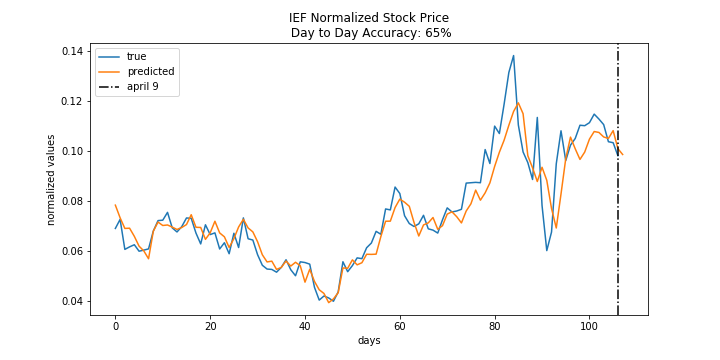 IEF Normalized Stock Price
Day to Day Accuracy: 65%
true
predicted
april 9
normalized values
0.14
0.12
0.10
0.08
0.06
0.04
0
20
40
60
80
100
days